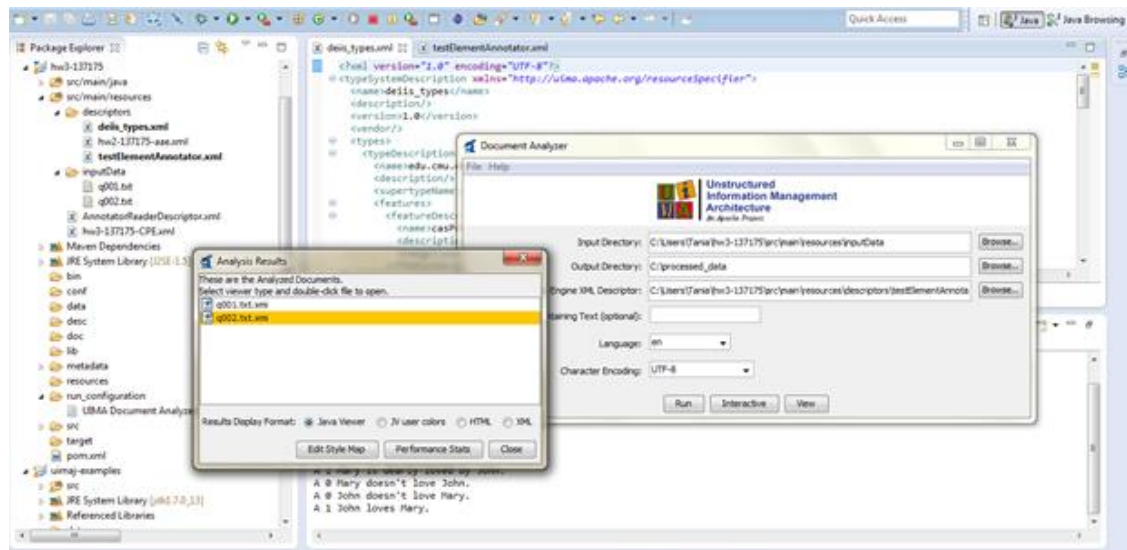 Quick Access
Java
Java Browsing
Package Explorer
hw3-137175
src/main/java
src/main/resources
descriptors
deiis_types.xml
hw2-137175-aae.xml
testElementAnnotator.xml
inputData
q001.txt
q002.txt
AnnotatorReaderDescriptor.xml
hw3-137175-CPE.xml
Maven Dependencies
JRE System Library [J2SE-1.5]
bin
conf
data
desc
doc
lib
metadata
resources
run_configuration
UIMA Document Analyze
src
target
pom.xml
uimaj-examples
src
JRE System Library
Referenced Libraries
deiis_types.xml
testElementAnnotator.xml
<?xml version="1.0" encoding="UTF-8"?>
<typeSystemDescription xmlns="http://uima.apache.org/resourceSpecifier">
<name>deiis_types</name>
<description/>
<version>1.0</version>
<vendor/>
<types>
<typeDescription
<name>edu.cmu.
<description/>
<supertypeName
<features>
<featureDesc
<name>casP
<descripti
Document Analyzer
File Help
Unstructured
Information Management
Architecture
An Apache Project
Input Directory: C:\Users\Tania\hw3-137175\src\main\resources\inputData Browse...
Output Directory: C:\processed_data Browse...
Engine XML Descriptor: C:\Users\Tania\hw3-137175\src\main\resources\descriptors\testElementAnnota Browse...
taining Text (optional):
Language: en
Character Encoding: UTF-8
Run Interactive View
Analysis Results
These are the Analyzed Documents.
Select viewer type and double-click file to open.
q001.txt.xmi
q002.txt.xmi
Results Display Format: Java Viewer JV user colors HTML XML
Edit Style Map Performance Stats Close
A 1 Mary is dearly loved by John.
A 0 Mary doesn't love John.
A 0 John doesn't love Mary.
A 1 John loves Mary.